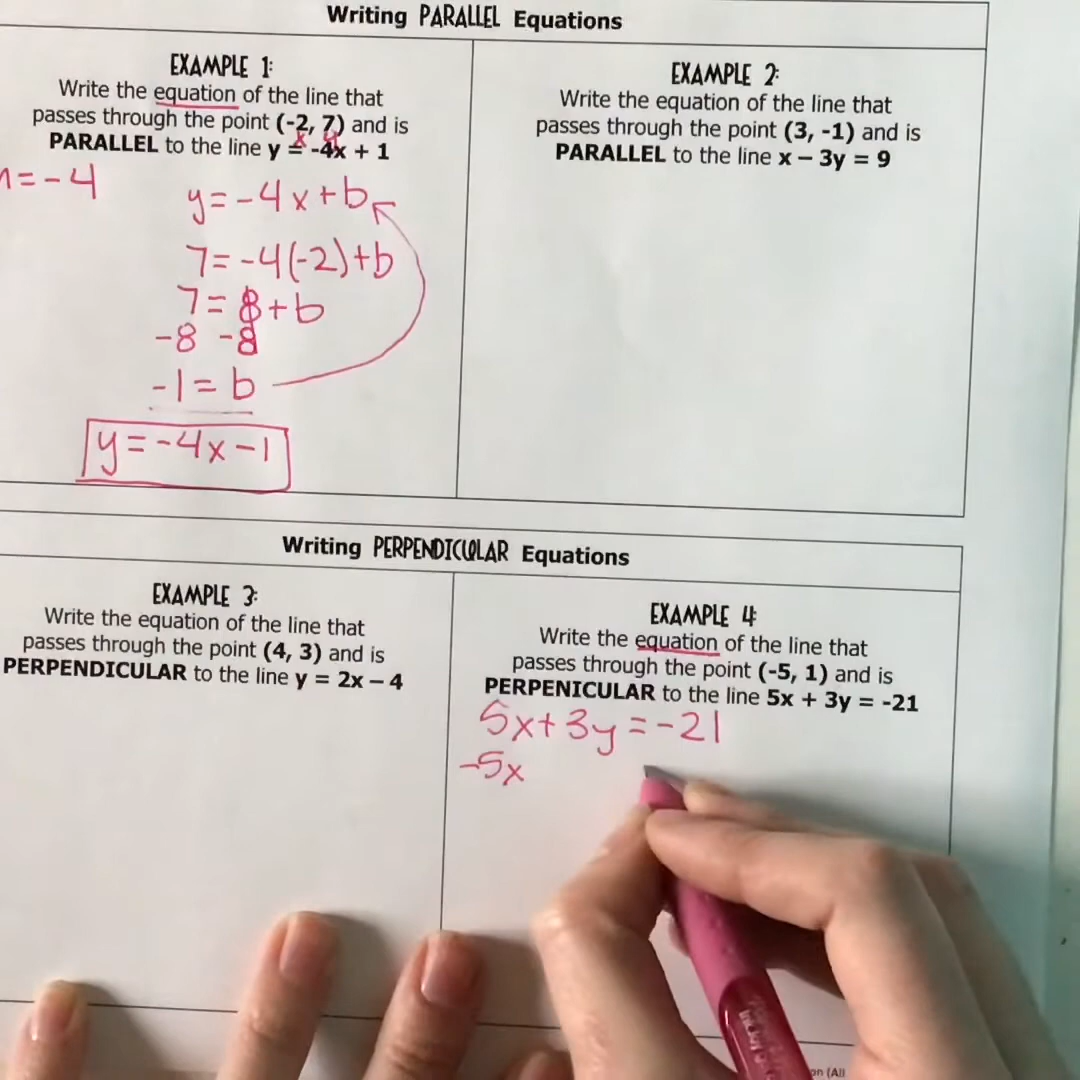 Writing PARALLEL Equations
EXAMPLE 1:
Write the equation of the line that
passes through the point (-2, 7) and is
x y
PARALLEL to the line y = -4x + 1
= -4
y = -4x + b
7 = -4(-2) + b
7 = 8 + b
-8 -8
-1 = b
y = -4x - 1
EXAMPLE 2:
Write the equation of the line that
passes through the point (3, -1) and is
PARALLEL to the line x – 3y = 9
Writing PERPENDICULAR Equations
EXAMPLE 3:
Write the equation of the line that
passes through the point (4, 3) and is
PERPENDICULAR to the line y = 2x – 4
EXAMPLE 4:
Write the equation of the line that
passes through the point (-5, 1) and is
PERPENICULAR to the line 5x + 3y = -21
5x + 3y = -21
-5x
(All